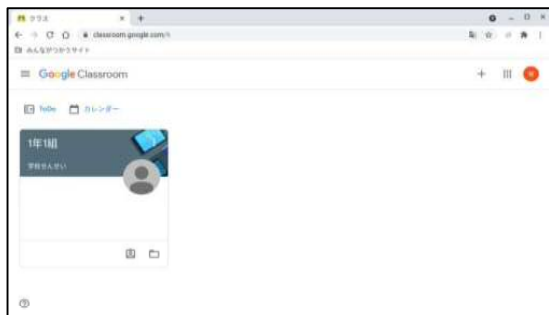 クラス
classroom.google.com/h
みんながつかうサイト
Google Classroom
ToDo カレンダー
1年1組
学校せんせい